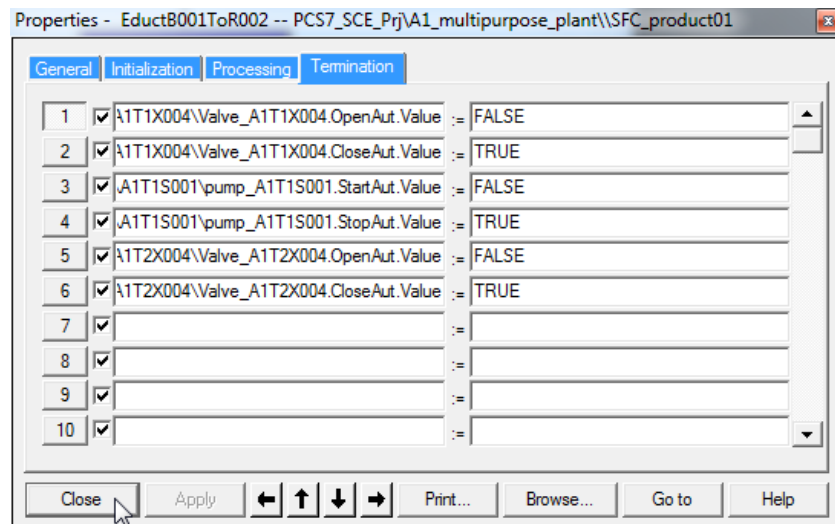 Properties - EductB001ToR002 -- PCS7_SCE_Prj\A1_multipurpose_plant\\SFC_product01
General Initialization Processing Termination
1 A1T1X004\Valve_A1T1X004.OpenAut.Value := FALSE
2 A1T1X004\Valve_A1T1X004.CloseAut.Value := TRUE
3 .A1T1S001\pump_A1T1S001.StartAut.Value := FALSE
4 .A1T1S001\pump_A1T1S001.StopAut.Value := TRUE
5 A1T2X004\Valve_A1T2X004.OpenAut.Value := FALSE
6 A1T2X004\Valve_A1T2X004.CloseAut.Value := TRUE
7 :=
8 :=
9 :=
10 :=
Close Apply Print... Browse... Go to Help